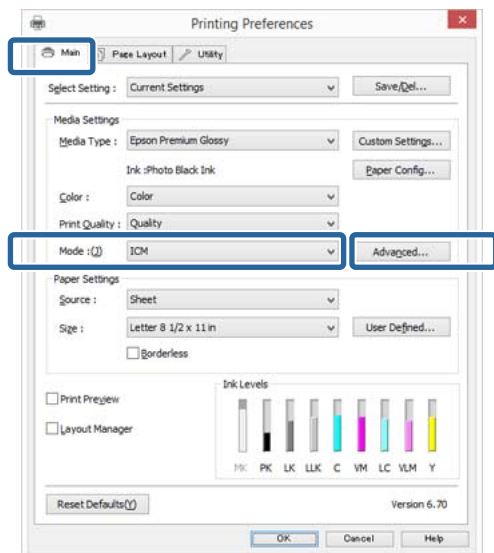 Printing Preferences
Main Page Layout Utility
Select Setting : Current Settings Save/Del...
Media Settings
Media Type : Epson Premium Glossy Custom Settings...
Ink :Photo Black Ink Paper Config...
Color : Color
Print Quality : Quality
Mode :(J) ICM Advanced...
Paper Settings
Source : Sheet
Size : Letter 8 1/2 x 11 in User Defined...
Borderless
Ink Levels
Print Preview
Layout Manager
MK PK LK LLK C VM LC VLM Y
Reset Defaults(Y) Version 6.70
OK Cancel Help